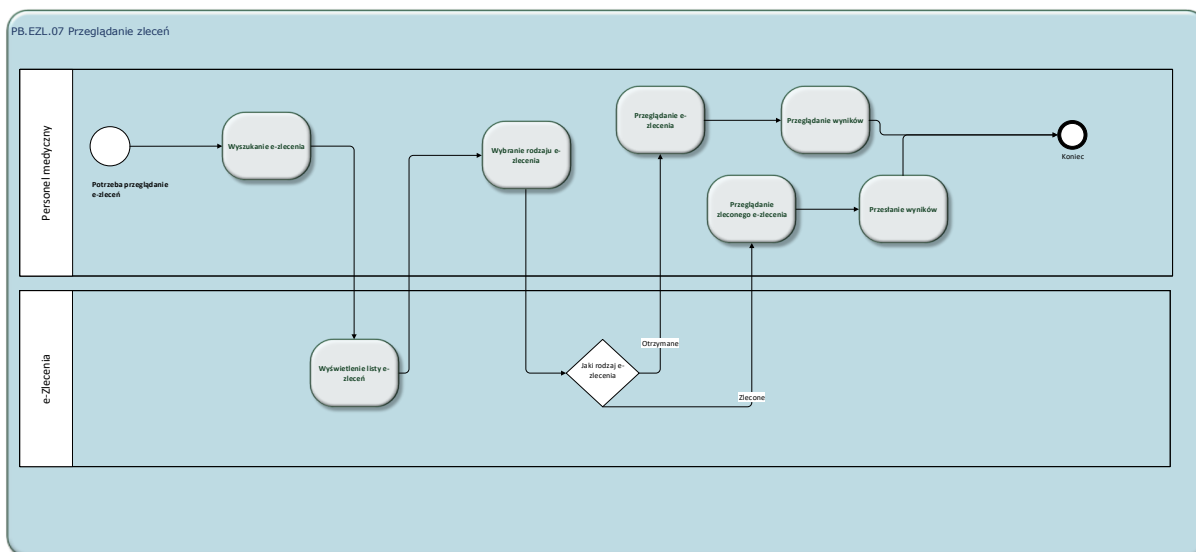 PB.EZL.07 Przeglądanie zleceń
Personel medyczny
Potrzeba przeglądanie
e-zleceń
Wyszukanie e-zlecenia
Wybranie rodzaju e-
zlecenia
Przeglądanie e-
zlecenia
Przeglądanie wyników
Koniec
Przeglądanie
zleconego e-zlecenia
Przesłanie wyników
e-Zlecenia
Wyświetlenie listy e-
zleceń
Jaki rodzaj e-
zlecenia
Otrzymane
Zlecone